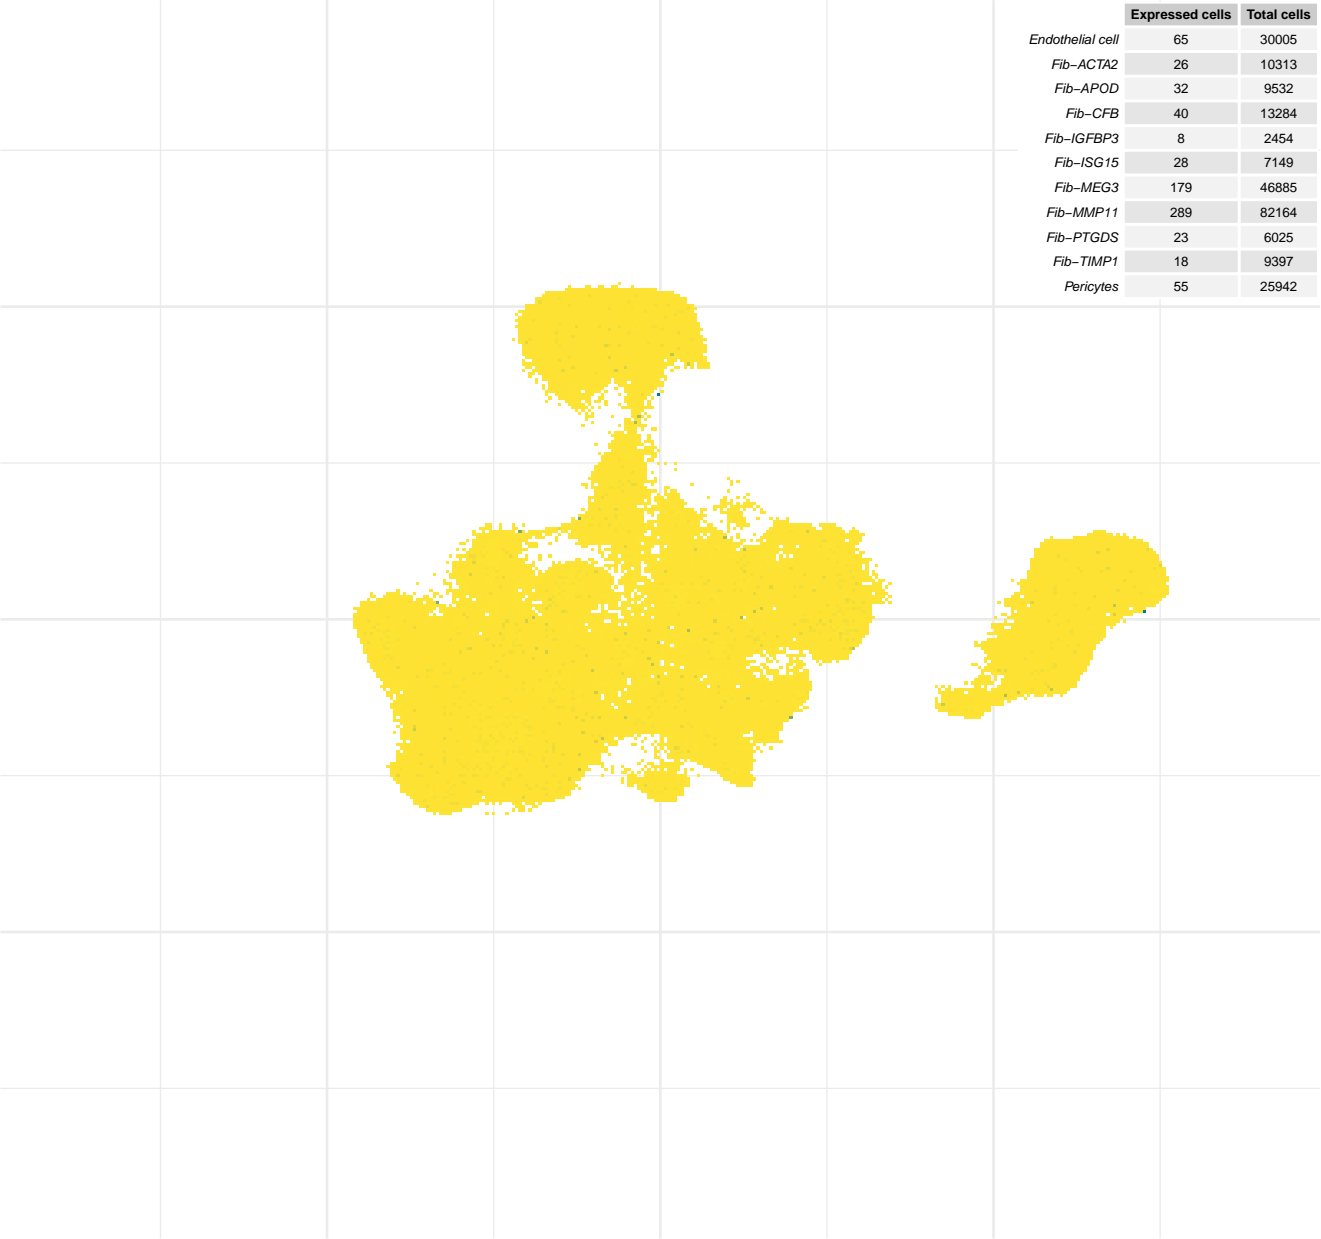 Expressed cells Total cells
Endothelial cell 65 30005
Fib−ACTA2 26 10313
Fib−APOD 32 9532
Fib−CFB 40 13284
Fib−IGFBP3 8 2454
Fib−ISG15 28 7149
Fib−MEG3 179 46885
Fib−MMP11 289 82164
Fib−PTGDS 23 6025
Fib−TIMP1 18 9397
Pericytes 55 25942